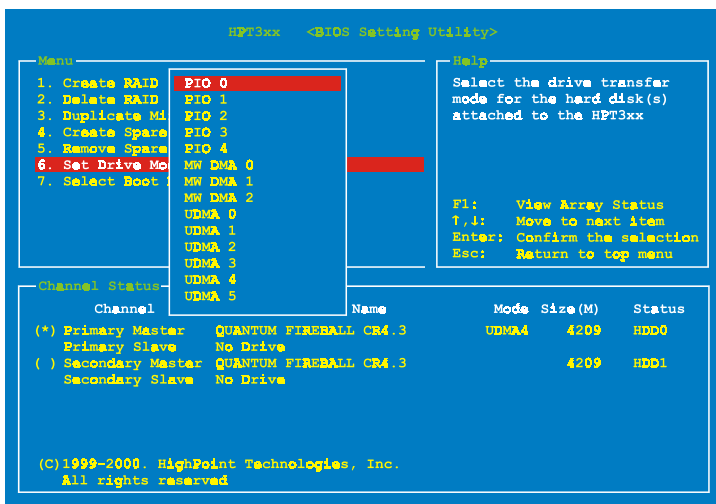 HPT3xx <BIOS Setting Utility>
Menu
1. Create RAID
2. Delete RAID
3. Duplicate Mi
4. Create Spare
5. Remove Spare
6. Set Drive Mo
7. Select Boot
PIO 0
PIO 1
PIO 2
PIO 3
PIO 4
MW DMA 0
MW DMA 1
MW DMA 2
UDMA 0
UDMA 1
UDMA 2
UDMA 3
UDMA 4
UDMA 5
Help
Select the drive transfer
mode for the hard disk(s)
attached to the HPT3xx
F1: View Array Status
↑,↓: Move to next item
Enter: Confirm the selection
Esc: Return to top menu
Channel Status
Channel Name Mode Size(M) Status
(*) Primary Master QUANTUM FIREBALL CR4.3 UDMA4 4209 HDD0
Primary Slave No Drive
( ) Secondary Master QUANTUM FIREBALL CR4.3 4209 HDD1
Secondary Slave No Drive
(C)1999-2000. HighPoint Technologies, Inc.
All rights reserved